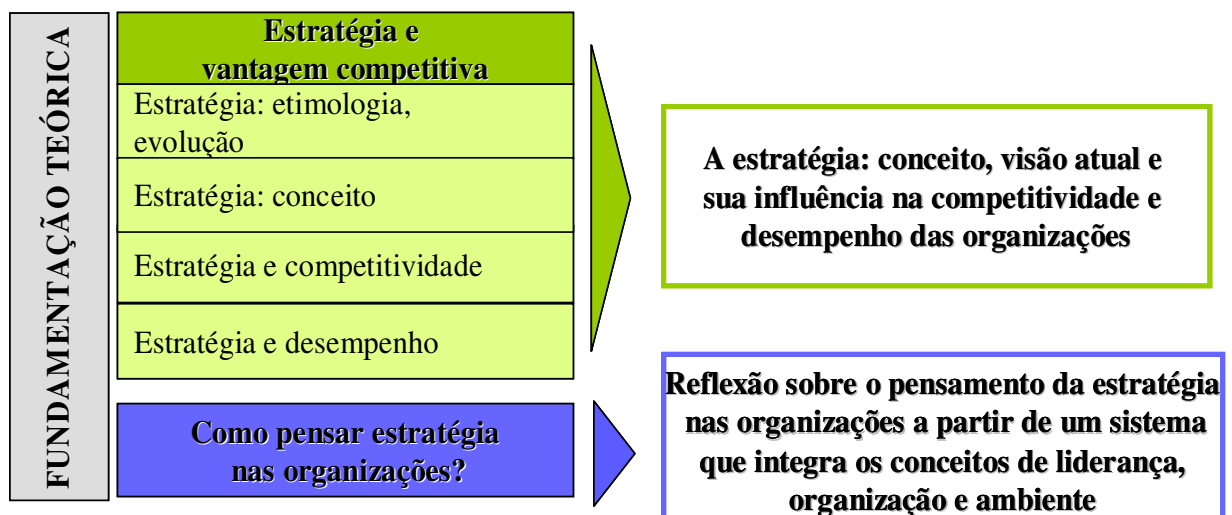 FUNDAMENTAÇÃO TEÓRICA
Estratégia e
vantagem competitiva
Estratégia: etimologia,
evolução
Estratégia: conceito
Estratégia e competitividade
Estratégia e desempenho
A estratégia: conceito, visão atual e
sua influência na competitividade e
desempenho das organizações
Como pensar estratégia
nas organizações?
Reflexão sobre o pensamento da estratégia
nas organizações a partir de um sistema
que integra os conceitos de liderança,
organização e ambiente